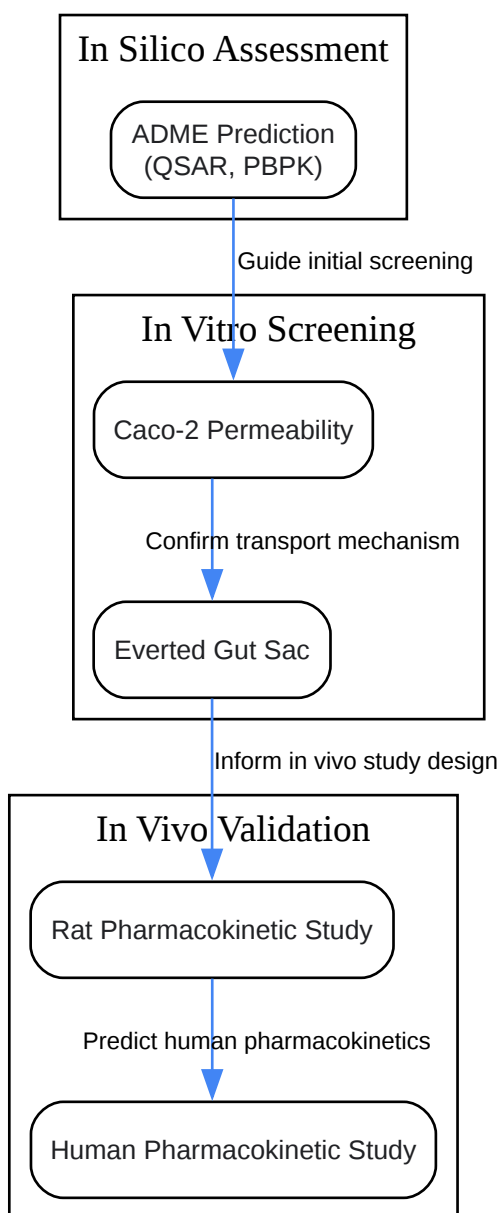 In Silico Assessment
ADME Prediction
(QSAR, PBPK)
Guide initial screening
In Vitro Screening
Caco-2 Permeability
Confirm transport mechanism
Everted Gut Sac
Inform in vivo study design
In Vivo Validation
Rat Pharmacokinetic Study
Predict human pharmacokinetics
Human Pharmacokinetic Study